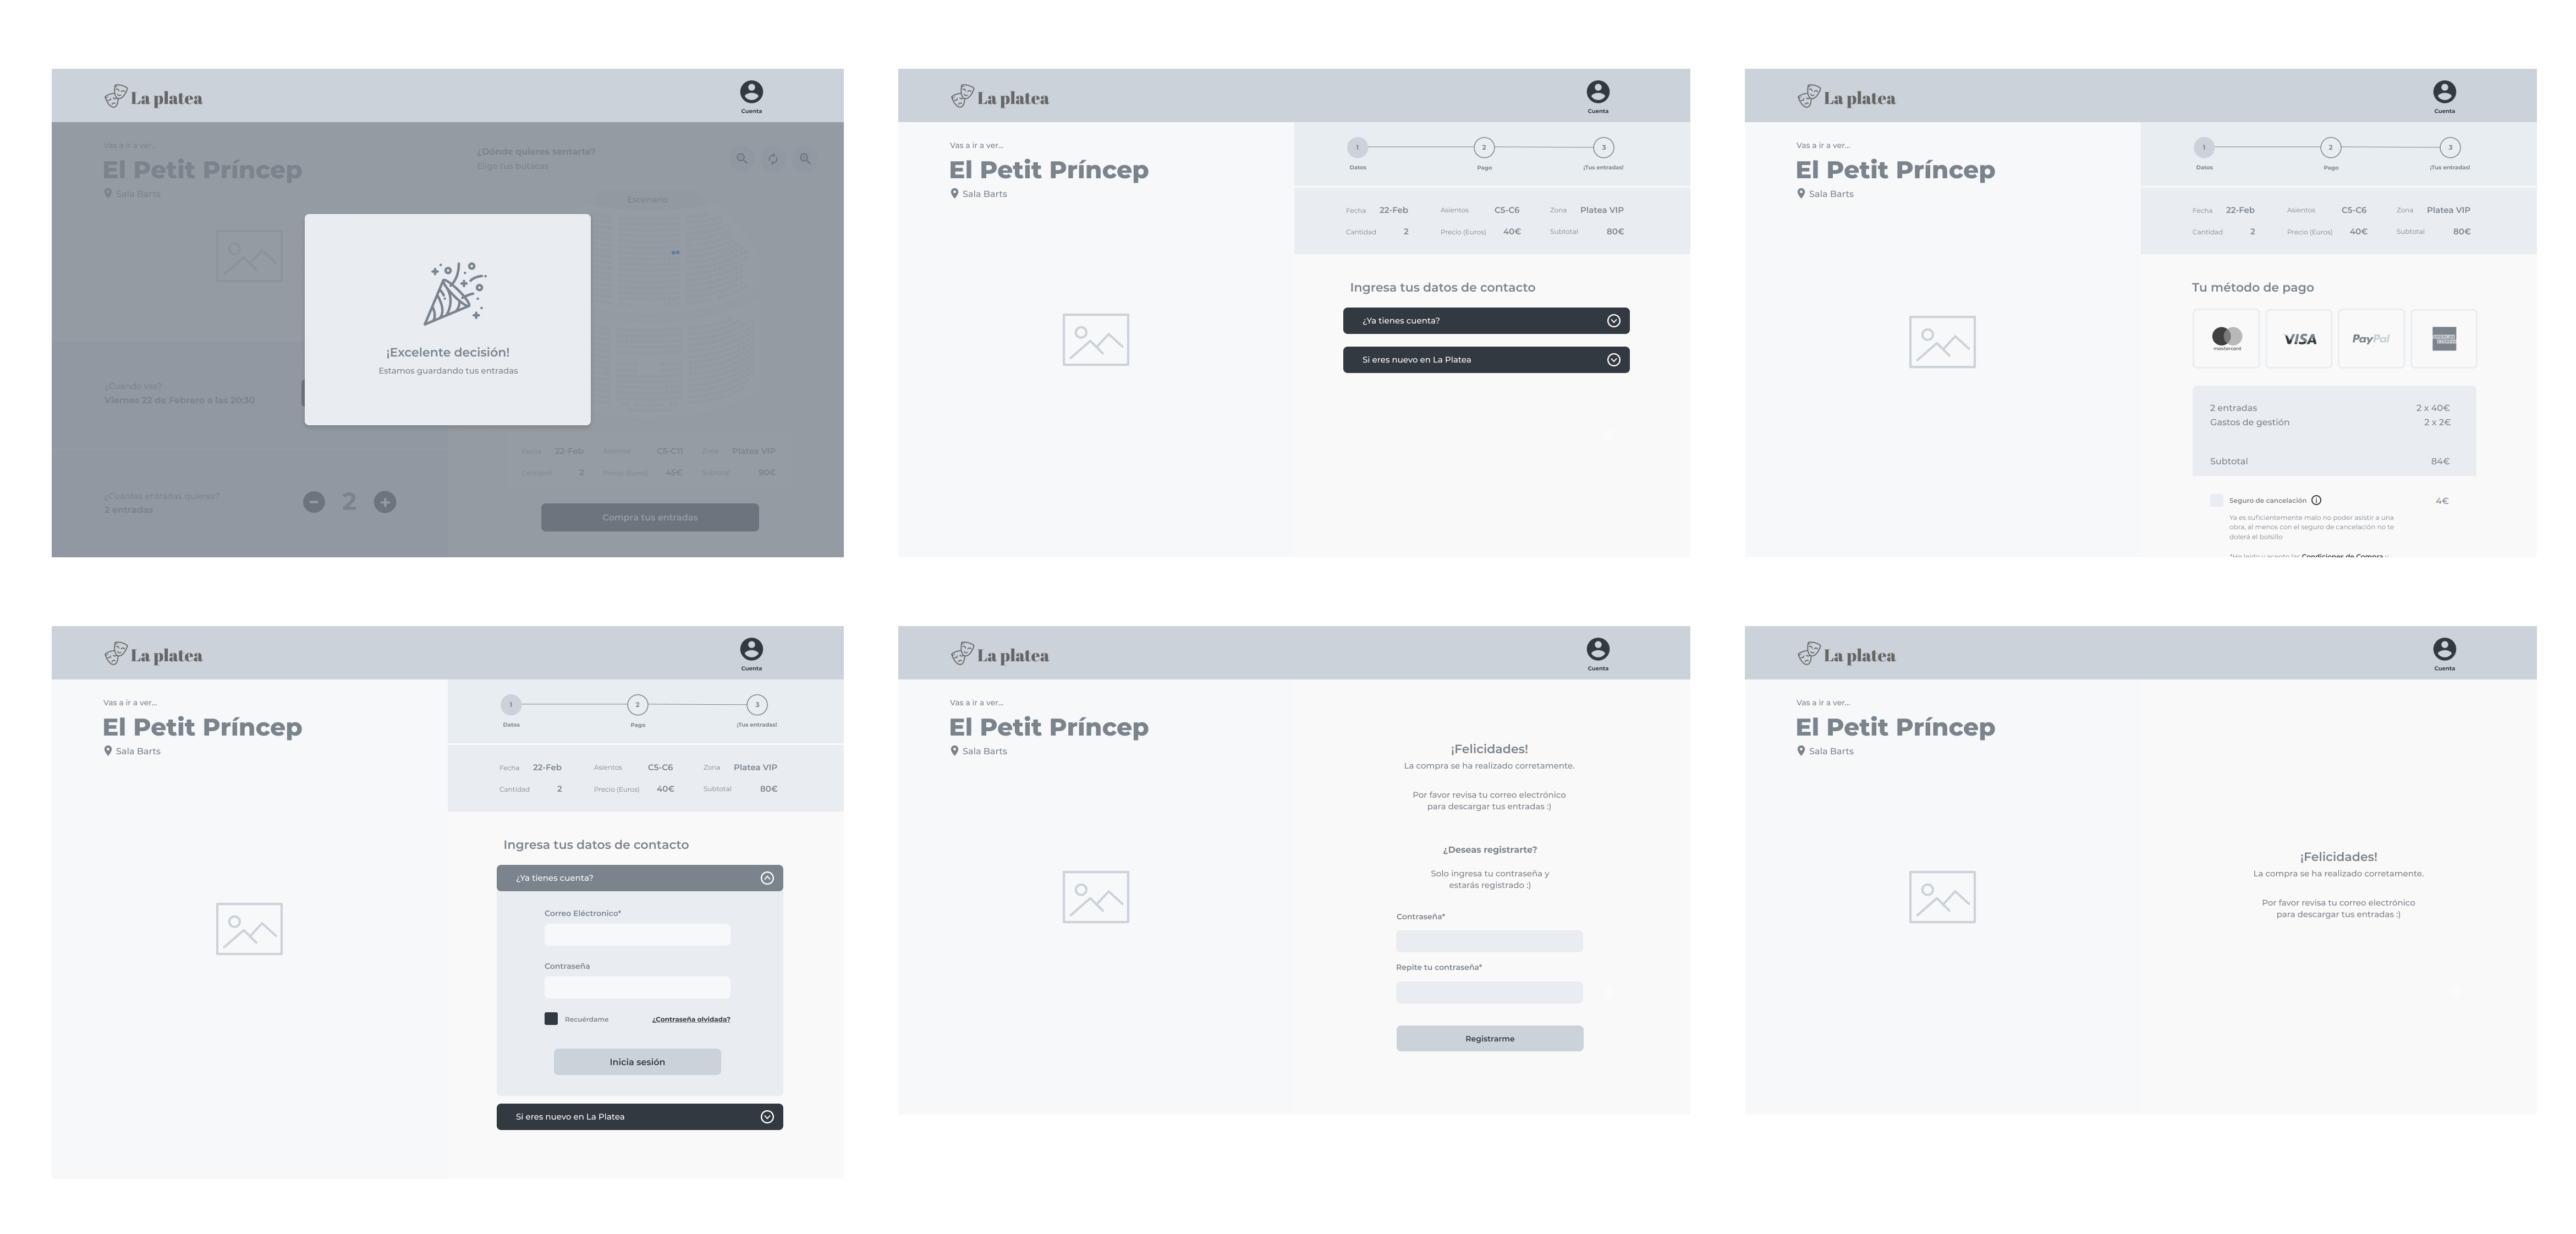 La platea
Cuenta
Vas a ir a ver...
El Petit Príncep
Sala Barts
¿Dónde quieres sentarte?
Elige tus butacas
Escenario
¡Excelente decisión!
Estamos guardando tus entradas
¿Cuando vas?
Viernes 22 de Febrero a las 20:30
Fecha 22-Feb Asientos C5-C11 Zona Platea VIP
Cantidad 2 Precio (Euros) 45€ Subtotal 90€
¿Cuántas entradas quieres?
2 entradas
2
Compra tus entradas
La platea
Cuenta
Vas a ir a ver...
El Petit Príncep
Sala Barts
1 2 3
Datos Pago ¡Tus entradas!
Fecha 22-Feb Asientos C5-C6 Zona Platea VIP
Cantidad 2 Precio (Euros) 40€ Subtotal 80€
Ingresa tus datos de contacto
¿Ya tienes cuenta?
Si eres nuevo en La Platea
La platea
Cuenta
Vas a ir a ver...
El Petit Príncep
Sala Barts
1 2 3
Datos Pago ¡Tus entradas!
Fecha 22-Feb Asientos C5-C6 Zona Platea VIP
Cantidad 2 Precio (Euros) 40€ Subtotal 80€
Tu método de pago
mastercard VISA PayPal AMERICAN EXPRESS
2 entradas 2 x 40€
Gastos de gestión 2 x 2€
Subtotal 84€
Seguro de cancelación 4€
Ya es suficientemente malo no poder asistir a una
obra, al menos con el seguro de cancelación no te
dolerá el bolsillo
*He leido y acepto las Condiciones de Compra y
La platea
Cuenta
Vas a ir a ver...
El Petit Príncep
Sala Barts
1 2 3
Datos Pago ¡Tus entradas!
Fecha 22-Feb Asientos C5-C6 Zona Platea VIP
Cantidad 2 Precio (Euros) 40€ Subtotal 80€
Ingresa tus datos de contacto
¿Ya tienes cuenta?
Correo Eléctronico*
Contraseña
Recuérdame ¿Contraseña olvidada?
Inicia sesión
Si eres nuevo en La Platea
La platea
Cuenta
Vas a ir a ver...
El Petit Príncep
Sala Barts
¡Felicidades!
La compra se ha realizado corretamente.
Por favor revisa tu correo electrónico
para descargar tus entradas :)
¿Deseas registrarte?
Solo ingresa tu contraseña y
estarás registrado :)
Contraseña*
Repite tu contraseña*
Registrarme
La platea
Cuenta
Vas a ir a ver...
El Petit Príncep
Sala Barts
¡Felicidades!
La compra se ha realizado corretamente.
Por favor revisa tu correo electrónico
para descargar tus entradas :)